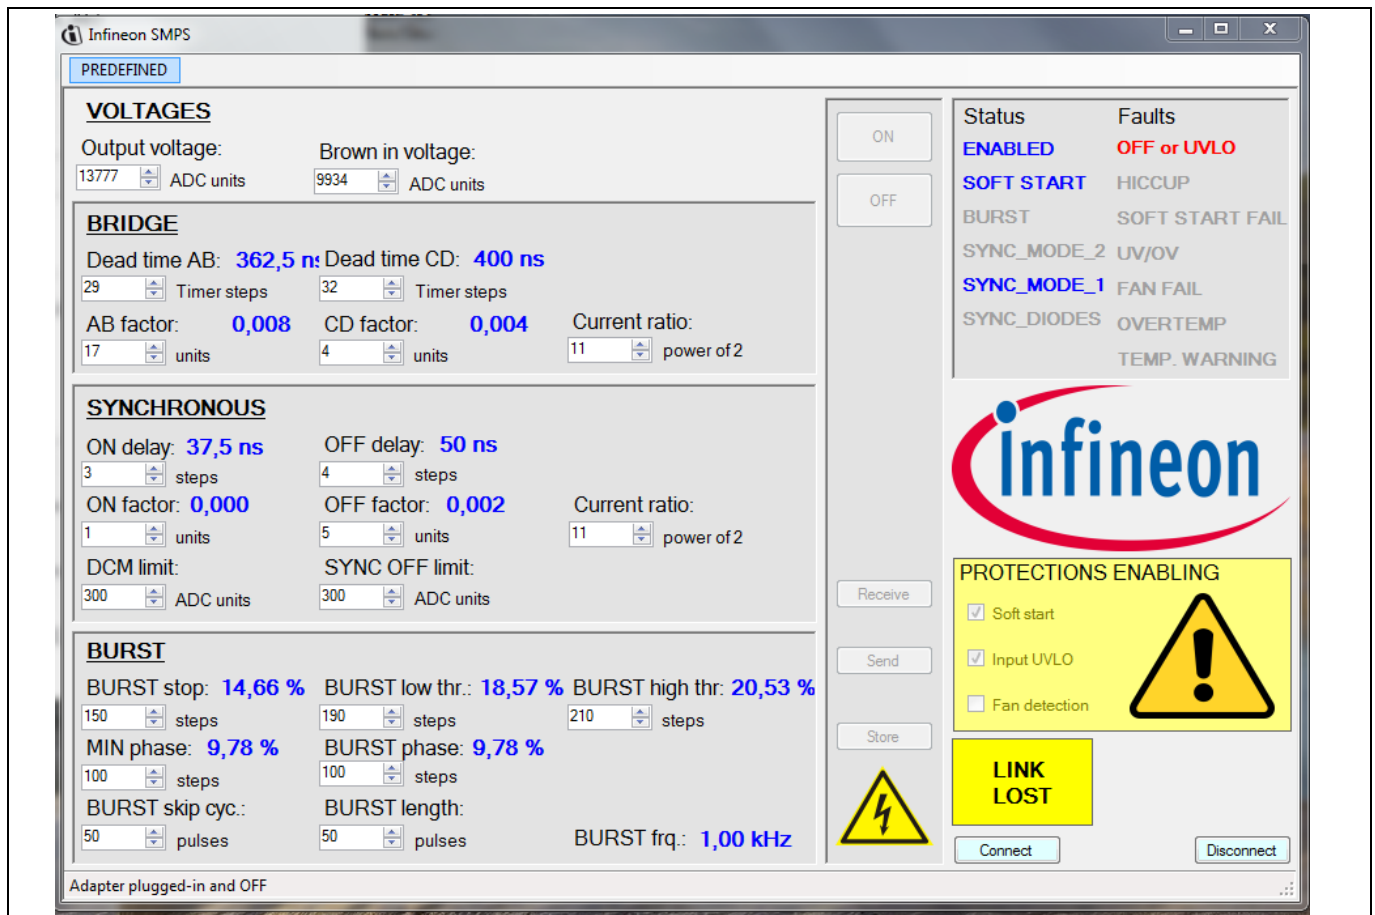 Infineon SMPS
PREDEFINED
VOLTAGES
Output voltage:
13777 ADC units
Brown in voltage:
9934 ADC units
BRIDGE
Dead time AB: 362,5 ns
29 Timer steps
Dead time CD: 400 ns
32 Timer steps
AB factor: 0,008
17 units
CD factor: 0,004
4 units
Current ratio:
11 power of 2
SYNCHRONOUS
ON delay: 37,5 ns
3 steps
OFF delay: 50 ns
4 steps
ON factor: 0,000
1 units
OFF factor: 0,002
5 units
Current ratio:
11 power of 2
DCM limit:
300 ADC units
SYNC OFF limit:
300 ADC units
BURST
BURST stop: 14,66 %
150 steps
BURST low thr.: 18,57 %
190 steps
BURST high thr: 20,53 %
210 steps
MIN phase: 9,78 %
100 steps
BURST phase: 9,78 %
100 steps
BURST skip cyc.:
50 pulses
BURST length:
50 pulses
BURST frq.: 1,00 kHz
ON
OFF
Receive
Send
Store
Status
ENABLED
SOFT START
BURST
SYNC_MODE_2
SYNC_MODE_1
SYNC_DIODES
Faults
OFF or UVLO
HICCUP
SOFT START FAIL
UV/OV
FAN FAIL
OVERTEMP
TEMP. WARNING
infineon
PROTECTIONS ENABLING
Soft start
Input UVLO
Fan detection
LINK
LOST
Connect
Disconnect
Adapter plugged-in and OFF